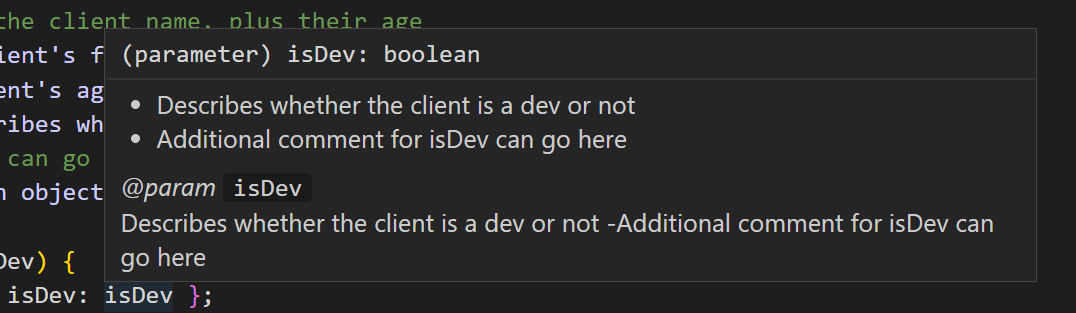 the client name, plus their age
ient's f
(parameter) isDev: boolean
ent's ag
Describes whether the client is a dev or not
ribes wh
Additional comment for isDev can go here
can go
@param isDev
n object
Describes whether the client is a dev or not -Additional comment for isDev can
go here
Dev) {
isDev: isDev };